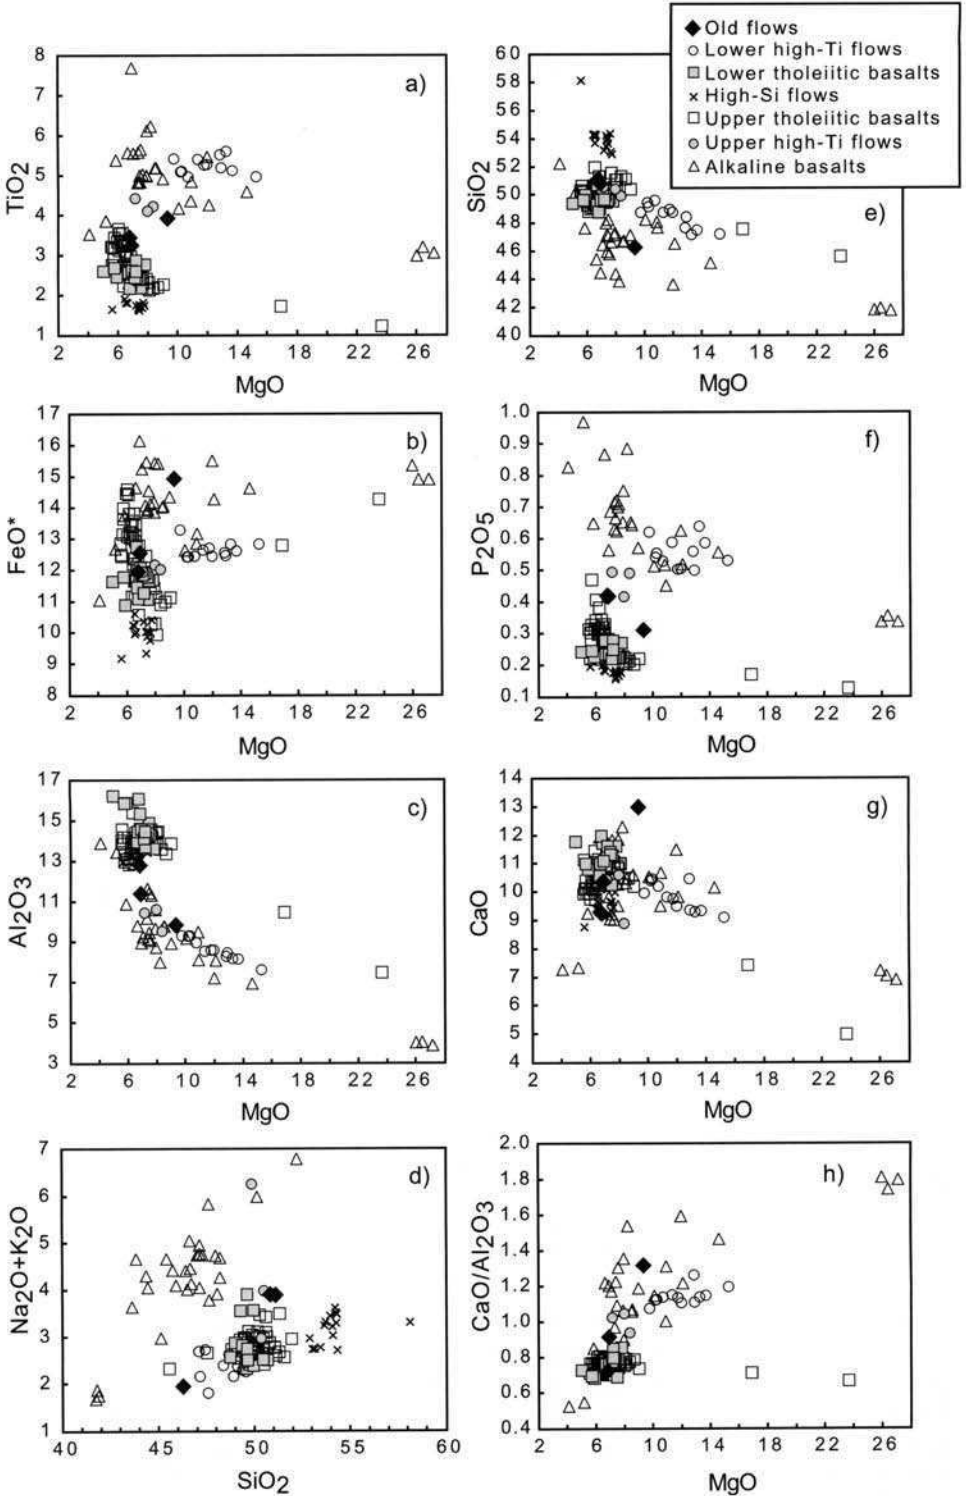 Old flows
Lower high-Ti flows
Lower tholeiitic basalts
High-Si flows
Upper tholeiitic basalts
Upper high-Ti flows
Alkaline basalts
a)
TiO2
8
7
6
5
4
3
2
1
2 6 10 14 18 22 26
MgO
e)
SiO2
60
58
56
54
52
50
48
46
44
42
40
2 6 10 14 18 22 26
MgO
b)
FeO*
17
16
15
14
13
12
11
10
9
8
2 6 10 14 18 22 26
MgO
f)
P2O5
1.0
0.9
0.8
0.7
0.6
0.5
0.4
0.3
0.2
0.1
2 6 10 14 18 22 26
MgO
c)
Al2O3
17
15
13
11
9
7
5
3
2 6 10 14 18 22 26
MgO
g)
CaO
14
13
12
11
10
9
8
7
6
5
4
2 6 10 14 18 22 26
MgO
d)
Na2O+K2O
7
6
5
4
3
2
1
40 45 50 55 60
SiO2
h)
CaO/Al2O3
2.0
1.8
1.6
1.4
1.2
1.0
0.8
0.6
0.4
2 6 10 14 18 22 26
MgO